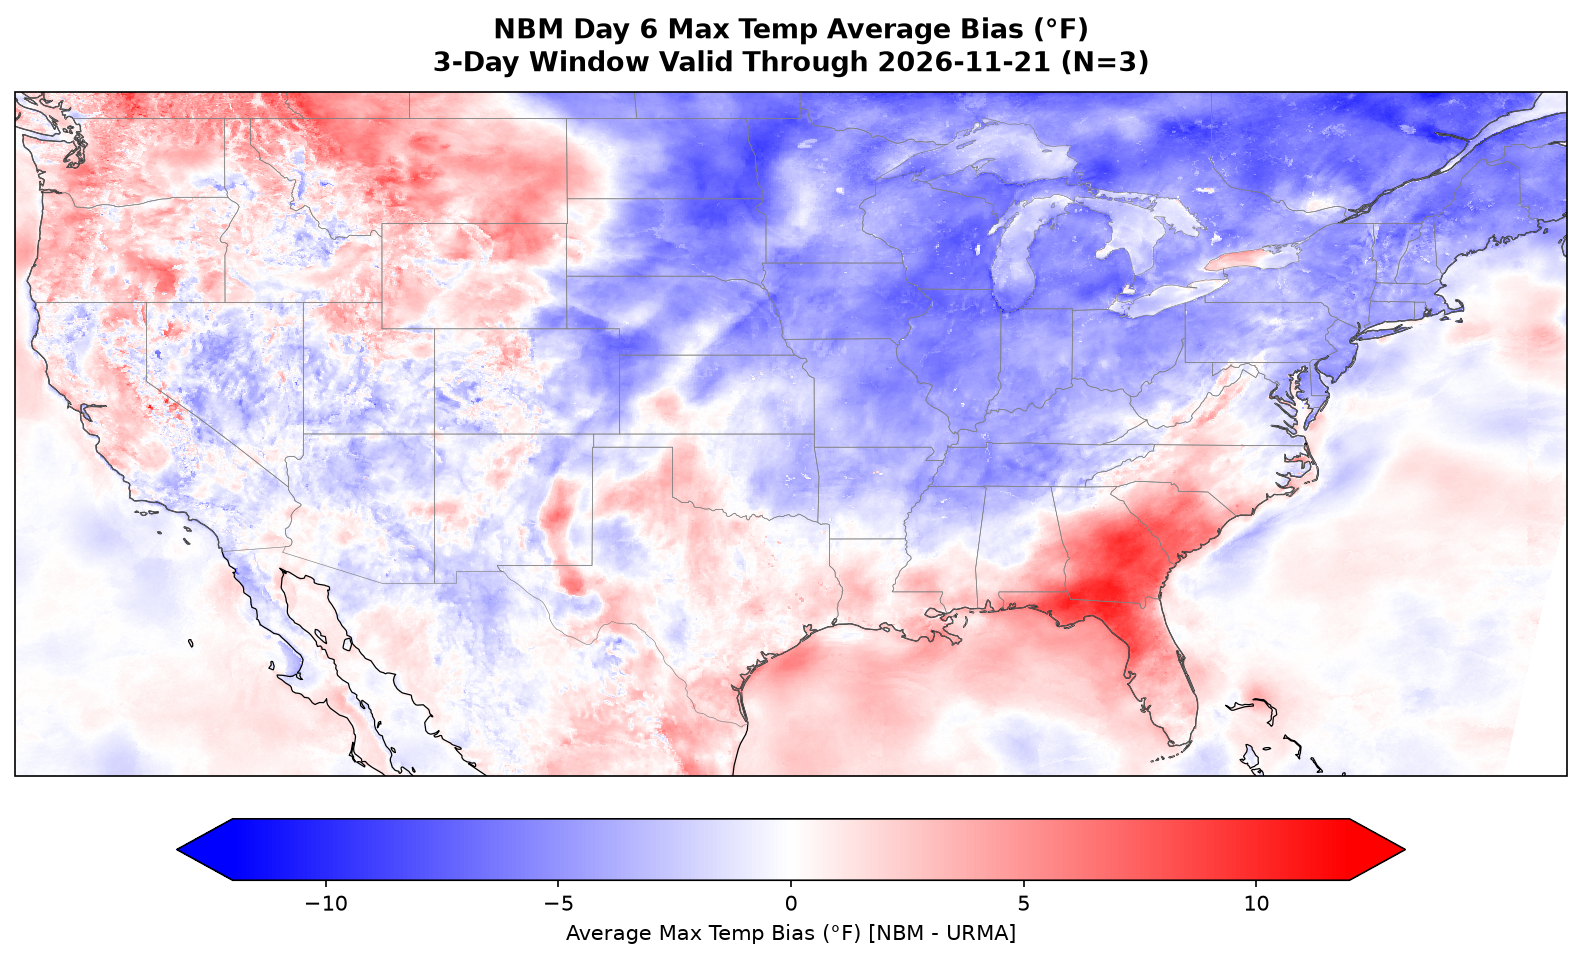 NBM Day 6 Max Temp Average Bias (°F)
3-Day Window Valid Through 2026-11-21 (N=3)
−10 −5 0 5 10
Average Max Temp Bias (°F) [NBM - URMA]